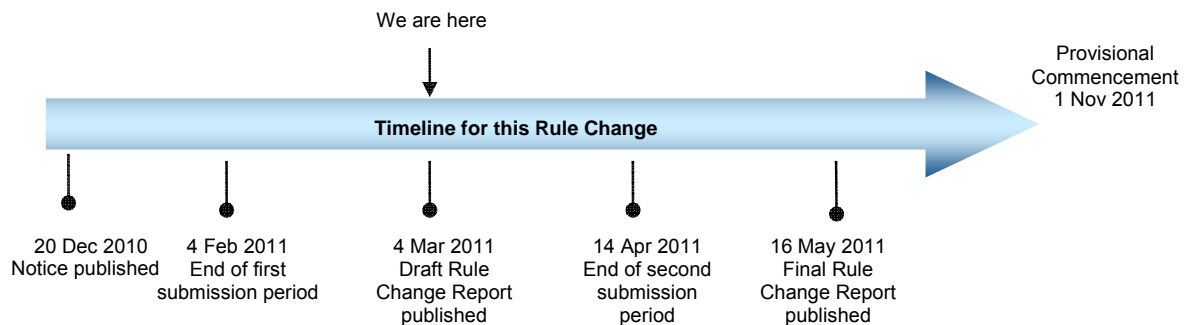 We are here
Provisional
Commencement
1 Nov 2011
Timeline for this Rule Change
20 Dec 2010
Notice published
4 Feb 2011
End of first
submission period
4 Mar 2011
Draft Rule
Change Report
published
14 Apr 2011
End of second
submission
period
16 May 2011
Final Rule
Change Report
published